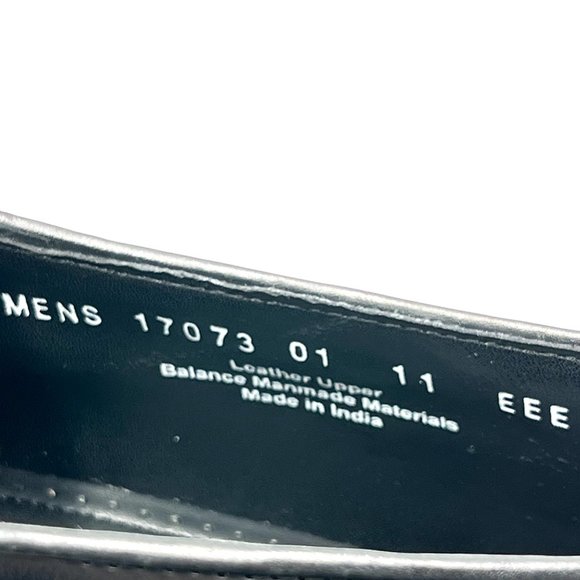 MENS 17073 01 11 EEE
Leather Upper
Balance Manmade Materials
Made in India